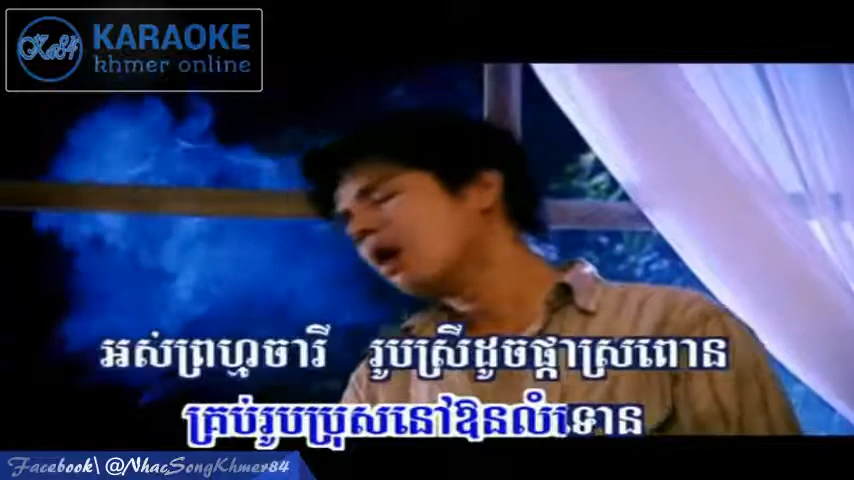 Ka84
KARAOKE
khmer online
អស់ព្រហ្មចារី រូបស្រីដូចផ្កាស្រពោន
គ្រប់រូបប្រុសនៅឱនលំទោន
Facebook\ @NhacSongKhmer84